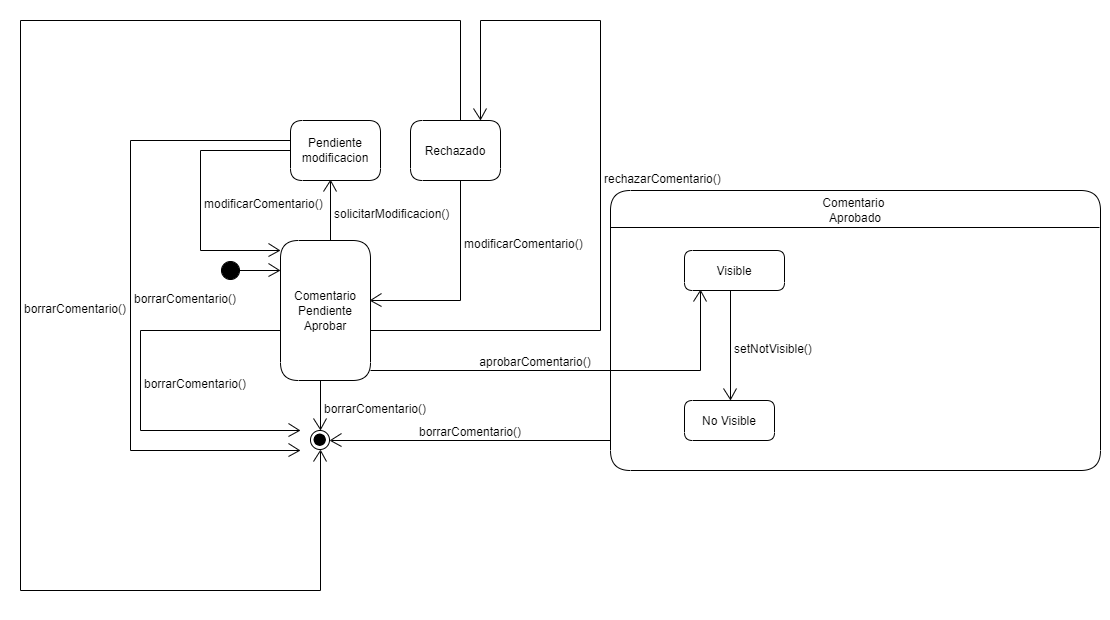 Pendiente
modificacion
Rechazado
rechazarComentario()
modificarComentario()
solicitarModificacion()
Comentario
Aprobado
modificarComentario()
Visible
borrarComentario()
borrarComentario()
Comentario
Pendiente
Aprobar
setNotVisible()
aprobarComentario()
borrarComentario()
borrarComentario()
borrarComentario()
No Visible